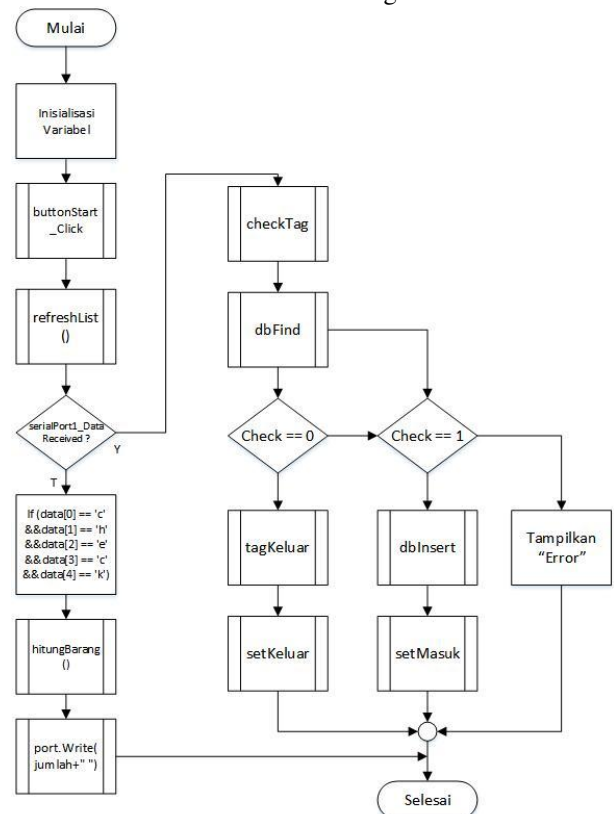 Mulai
Inisialisasi
Variabel
buttonStart
_Click
refreshList
()
serialPort1_Data
Received ?
Y
T
If (data[0] == 'c'
&&data[1] == 'h'
&&data[2] == 'e'
&&data[3] == 'c'
&&data[4] == 'k')
hitungBarang
()
port.Write(
jumlah+" ")
checkTag
dbFind
Check == 0
Check == 1
tagKeluar
dbInsert
Tampilkan
“Error”
setKeluar
setMasuk
Selesai